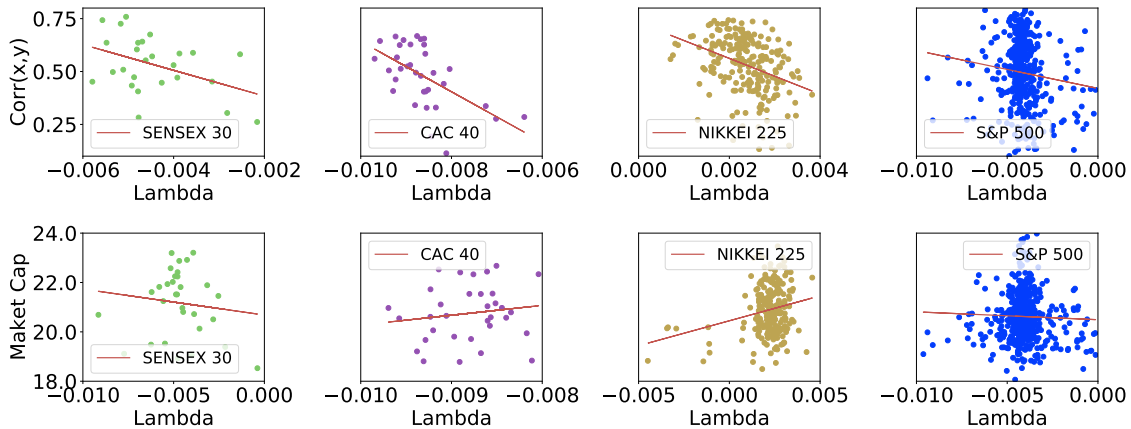 0.75
0.50
0.25
Corr(x,y)
SENSEX 30
−0.006
−0.004
−0.002
Lambda
CAC 40
−0.010
−0.008
−0.006
Lambda
NIKKEI 225
0.000
0.002
0.004
Lambda
S&P 500
−0.010
−0.005
0.000
Lambda
24.0
22.0
20.0
18.0
Maket Cap
SENSEX 30
−0.010
−0.005
0.000
Lambda
CAC 40
−0.010
−0.009
−0.008
Lambda
NIKKEI 225
−0.005
0.000
0.005
Lambda
S&P 500
−0.010
−0.005
0.000
Lambda